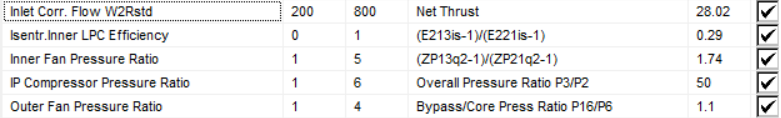 Inlet Corr. Flow W2Rstd 200 800 Net Thrust 28.02
Isentr.Inner LPC Efficiency 0 1 (E213is-1)/(E221is-1) 0.29
Inner Fan Pressure Ratio 1 5 (ZP13q2-1)/(ZP21q2-1) 1.74
IP Compressor Pressure Ratio 1 6 Overall Pressure Ratio P3/P2 50
Outer Fan Pressure Ratio 1 4 Bypass/Core Press Ratio P16/P6 1.1